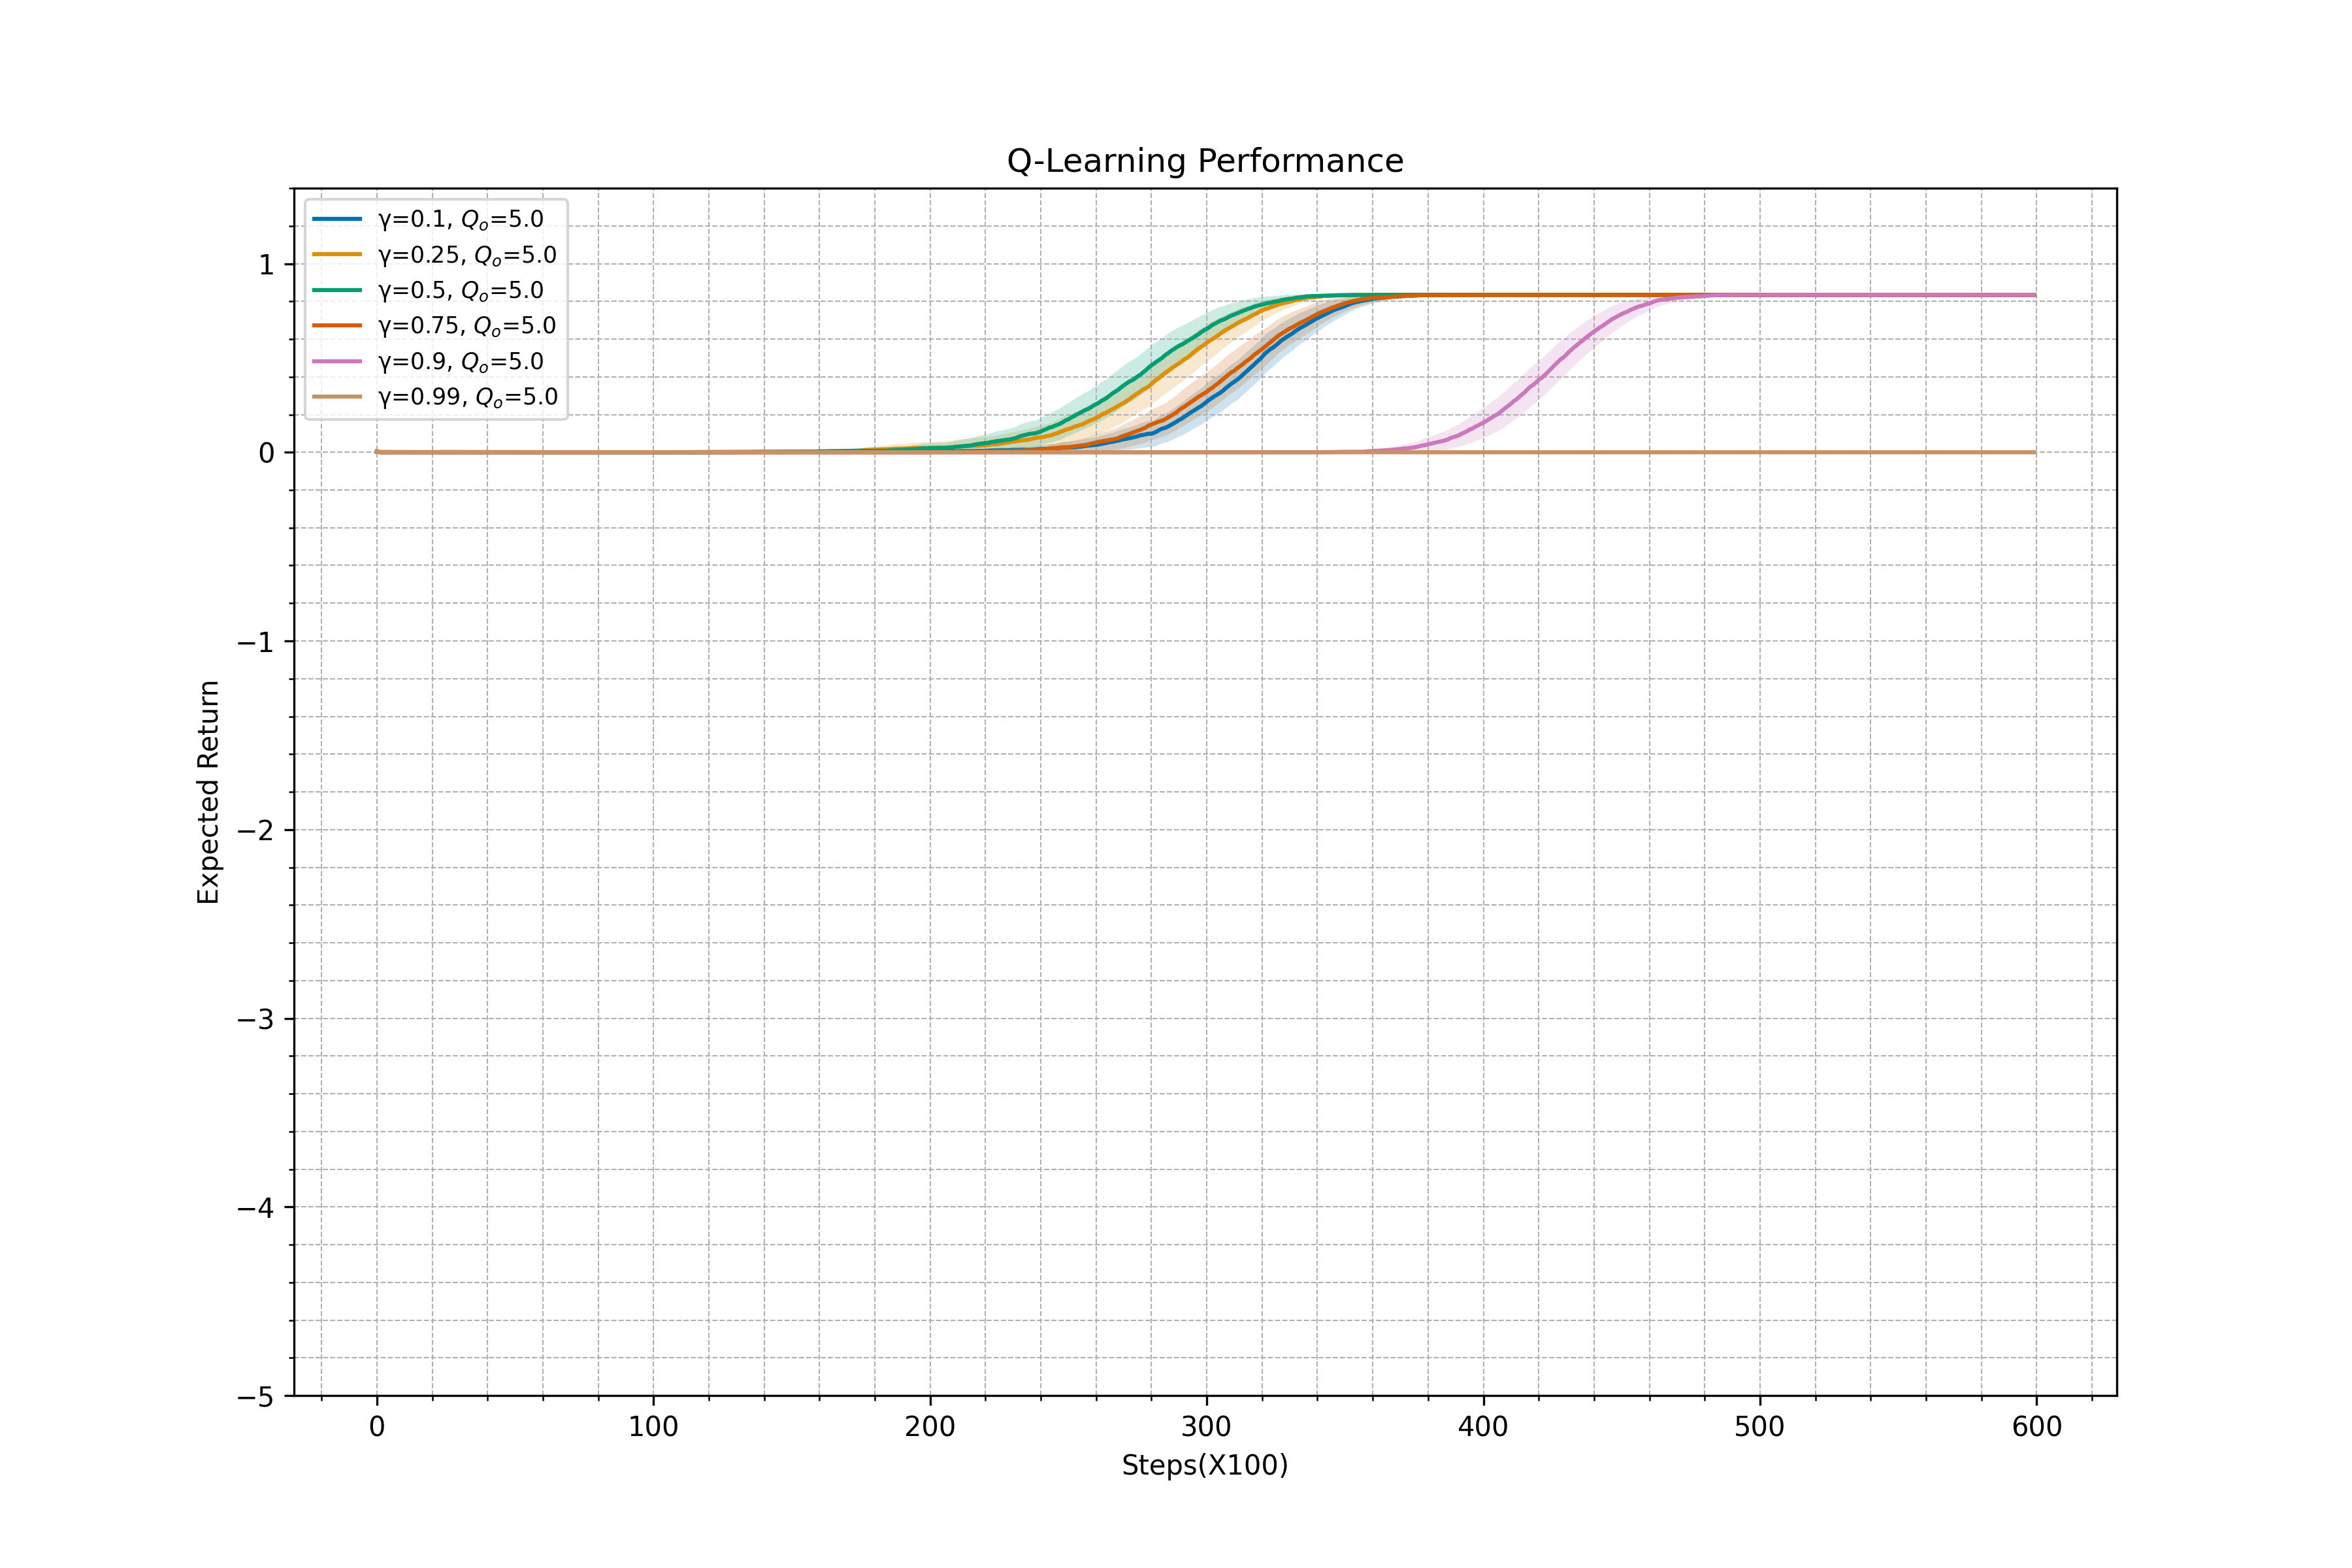 Q-Learning Performance
γ=0.1, Qₒ=5.0
γ=0.25, Qₒ=5.0
γ=0.5, Qₒ=5.0
γ=0.75, Qₒ=5.0
γ=0.9, Qₒ=5.0
γ=0.99, Qₒ=5.0
1
0
−1
−2
−3
−4
−5
Expected Return
0 100 200 300 400 500 600
Steps(X100)